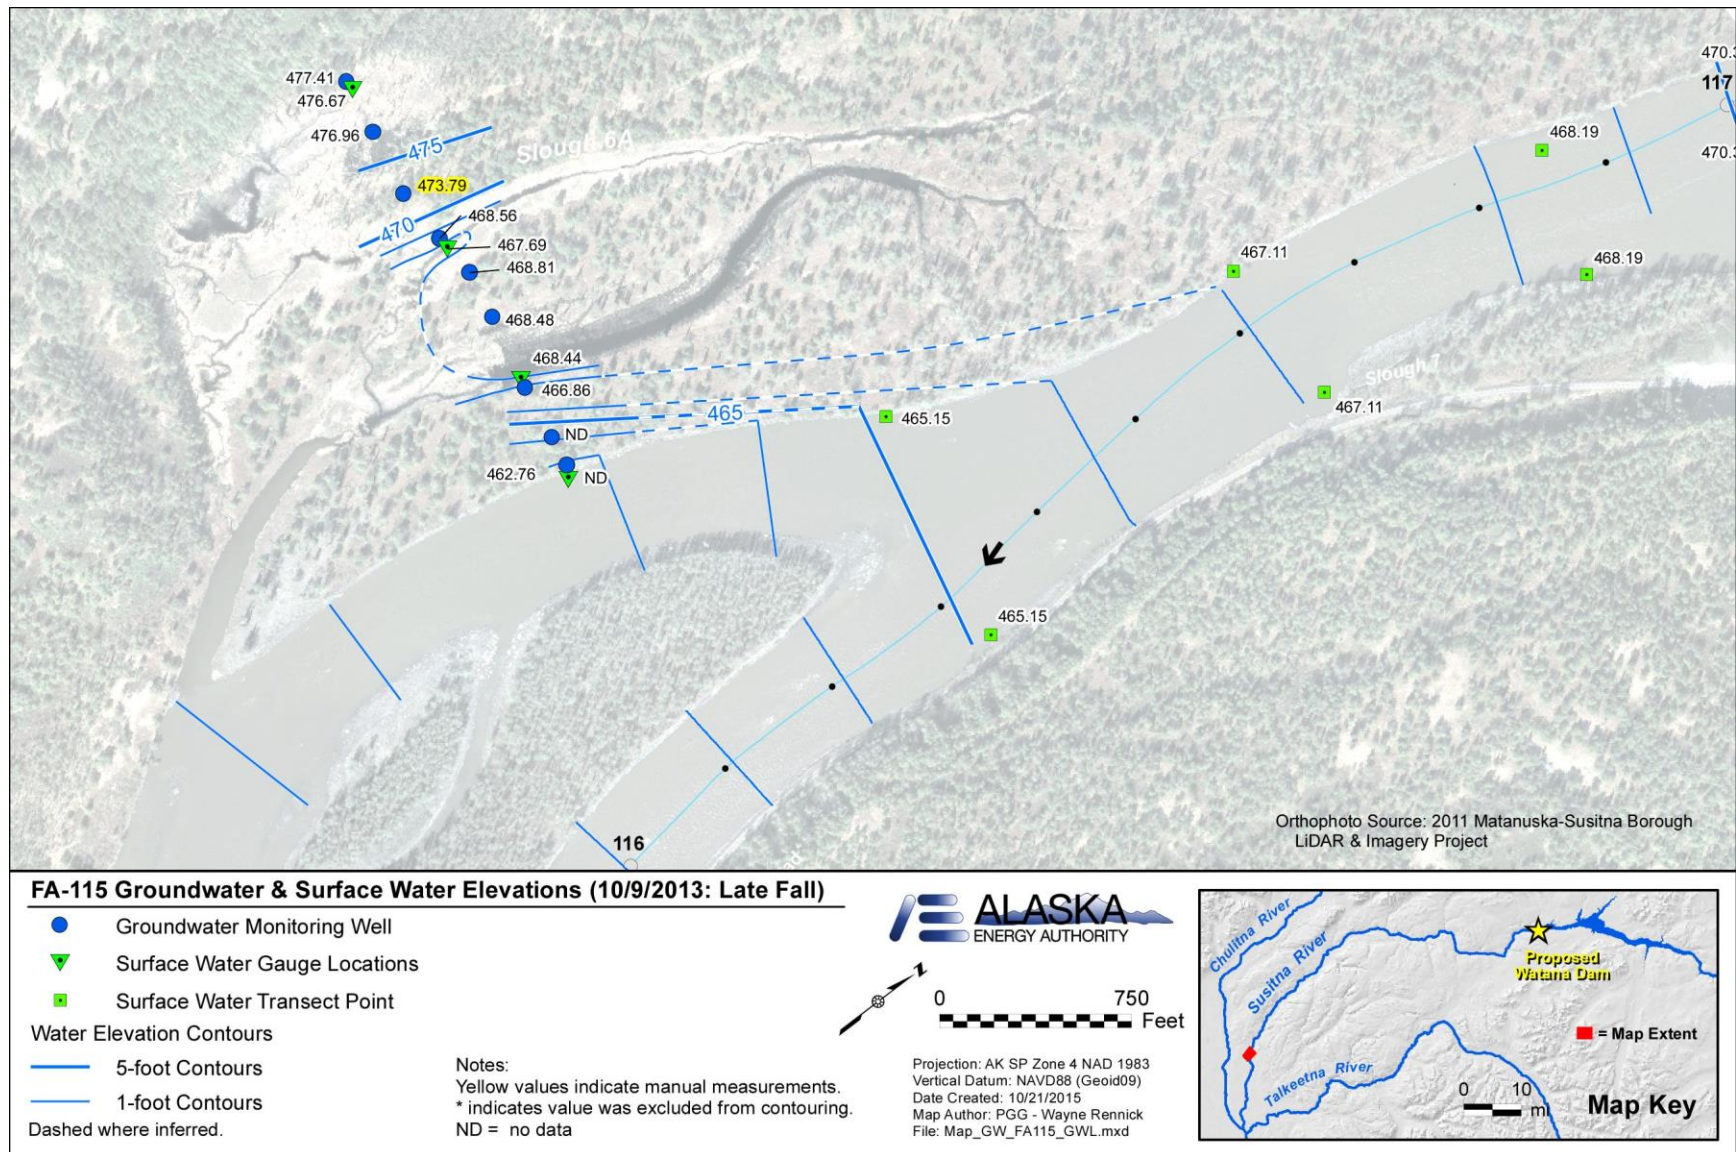 470.3
117
470.3
468.19
468.19
477.41
476.67
476.96
475
Slough 6A
473.79
470
468.56
467.69
468.81
468.48
468.44
466.86
467.11
467.11
Slough 7
465
465.15
ND
462.76
ND
465.15
116
Orthophoto Source: 2011 Matanuska-Susitna Borough
LiDAR & Imagery Project
FA-115 Groundwater & Surface Water Elevations (10/9/2013: Late Fall)
Groundwater Monitoring Well
Surface Water Gauge Locations
Surface Water Transect Point
Water Elevation Contours
5-foot Contours
1-foot Contours
Dashed where inferred.
Notes:
Yellow values indicate manual measurements.
* indicates value was excluded from contouring.
ND = no data
ALASKA
ENERGY AUTHORITY
N
0 750
Feet
Projection: AK SP Zone 4 NAD 1983
Vertical Datum: NAVD88 (Geoid09)
Date Created: 10/21/2015
Map Author: PGG - Wayne Rennick
File: Map_GW_FA115_GWL.mxd
Chulitna River
Susitna River
Proposed
Watana Dam
= Map Extent
Talkeetna River
0 10
mi
Map Key